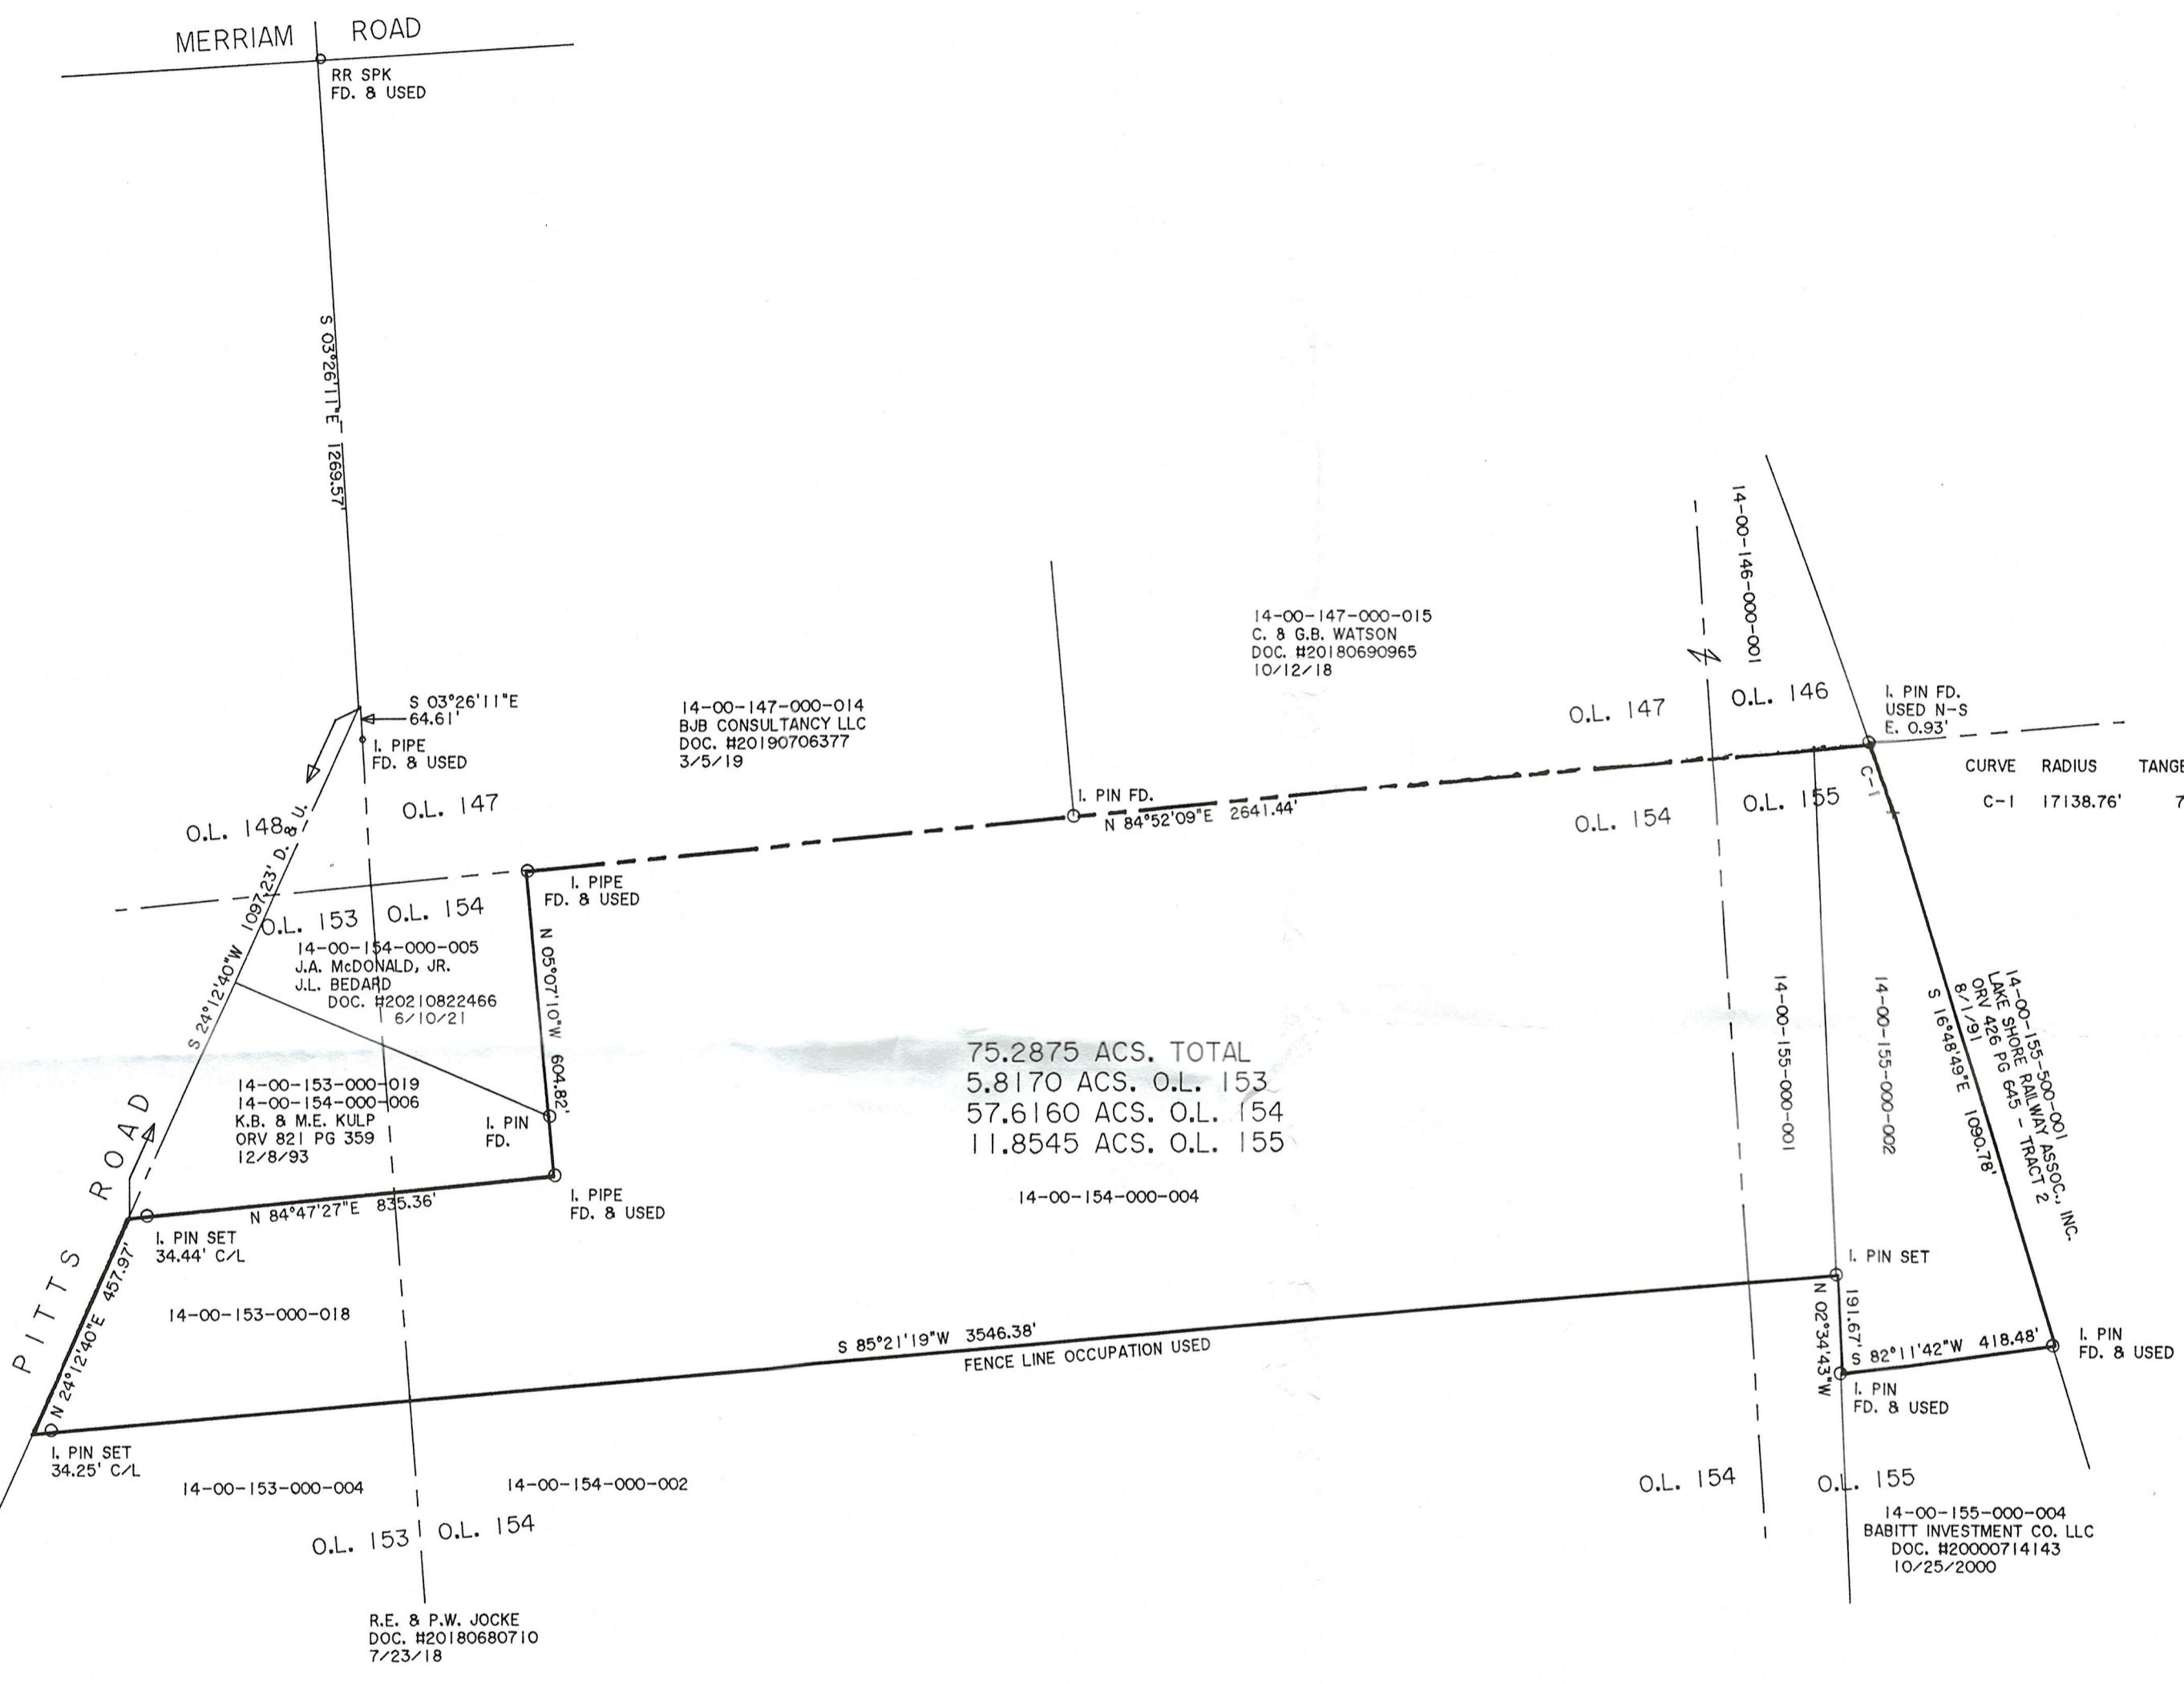 MERRIAM ROAD
RR SPK
FD. & USED
S 03°26'11"E 1269.57'
S 03°26'11"E
64.61'
I. PIPE
FD. & USED
14-00-147-000-014
BJB CONSULTANCY LLC
DOC. #20190706377
3/5/19
14-00-147-000-015
C. & G.B. WATSON
DOC. #20180690965
10/12/18
14-00-146-000-001
O.L. 147
O.L. 146
I. PIN FD.
USED N-S
E. 0.93'
CURVE RADIUS
C-1 17138.76'
C-1
O.L. 148
O.L. 147
I. PIN FD.
N 84°52'09"E 2641.44'
O.L. 154
O.L. 155
S 24°12'40"W 1097.23' D. & U.
I. PIPE
FD. & USED
O.L. 153
O.L. 154
14-00-154-000-005
J.A. McDONALD, JR.
J.L. BEDARD
DOC. #20210822466
6/10/21
N 05°07'10"W 604.82'
14-00-153-000-019
14-00-154-000-006
K.B. & M.E. KULP
ORV 821 PG 359
12/8/93
I. PIN
FD.
75.2875 ACS. TOTAL
5.8170 ACS. O.L. 153
57.6160 ACS. O.L. 154
11.8545 ACS. O.L. 155
14-00-154-000-004
14-00-155-000-001
14-00-155-000-002
S 16°48'49"E 1090.78'
14-00-155-500-001
LAKE SHORE RAILWAY ASSOC., INC.
ORV 426 PG 645 - TRACT 2
8/1/91
PITTS ROAD
N 84°47'27"E 835.36'
I. PIPE
FD. & USED
I. PIN SET
34.44' C/L
N 24°12'40"E 457.97'
14-00-153-000-018
S 85°21'19"W 3546.38'
FENCE LINE OCCUPATION USED
I. PIN SET
N 02°34'43"W
191.67'
S 82°11'42"W 418.48'
I. PIN
FD. & USED
I. PIN
FD. & USED
I. PIN SET
34.25' C/L
14-00-153-000-004
14-00-154-000-002
O.L. 153
O.L. 154
O.L. 154
O.L. 155
14-00-155-000-004
BABITT INVESTMENT CO. LLC
DOC. #20000714143
10/25/2000
R.E. & P.W. JOCKE
DOC. #20180680710
7/23/18